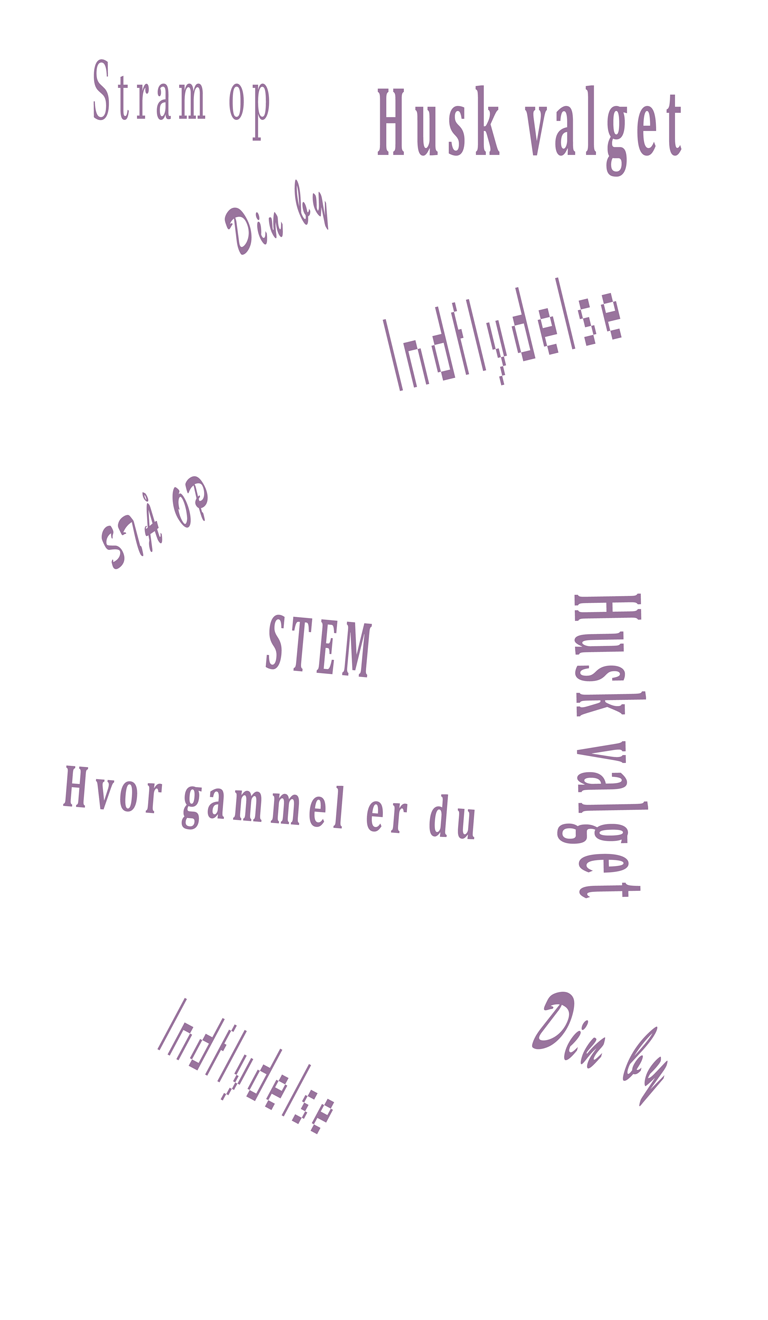 Stram op
Husk valget
Din by
Indflydelse
STÅ OP
STEM
Husk valget
Hvor gammel er du
Indflydelse
Din by